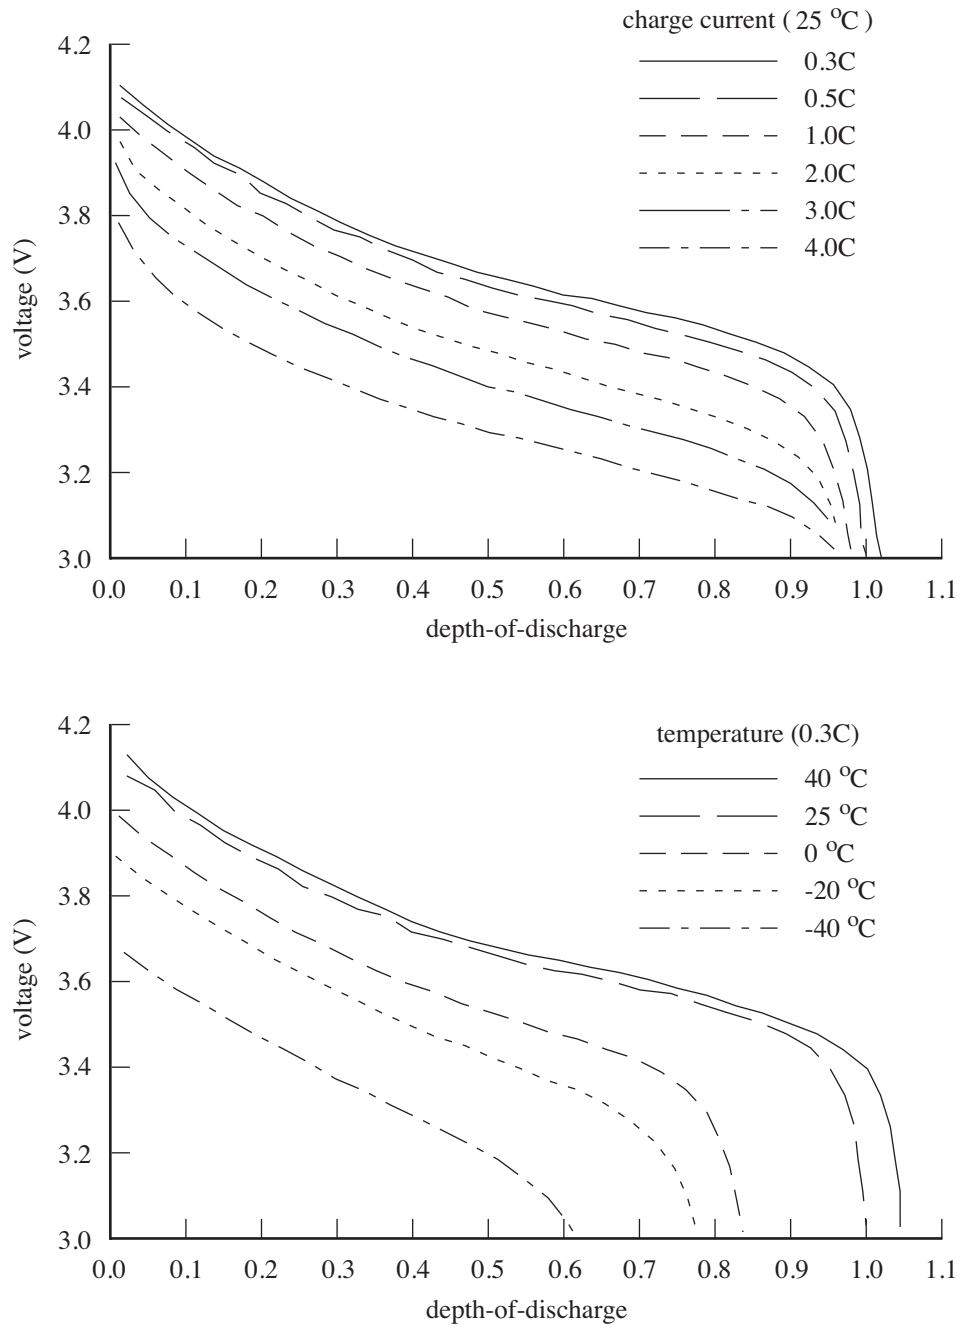 charge current ( 25 °C )
0.3C
0.5C
1.0C
2.0C
3.0C
4.0C
4.2
4.0
3.8
3.6
3.4
3.2
3.0
voltage (V)
0.0 0.1 0.2 0.3 0.4 0.5 0.6 0.7 0.8 0.9 1.0 1.1
depth-of-discharge
temperature (0.3C)
40 °C
25 °C
0 °C
-20 °C
-40 °C
4.2
4.0
3.8
3.6
3.4
3.2
3.0
voltage (V)
0.0 0.1 0.2 0.3 0.4 0.5 0.6 0.7 0.8 0.9 1.0 1.1
depth-of-discharge